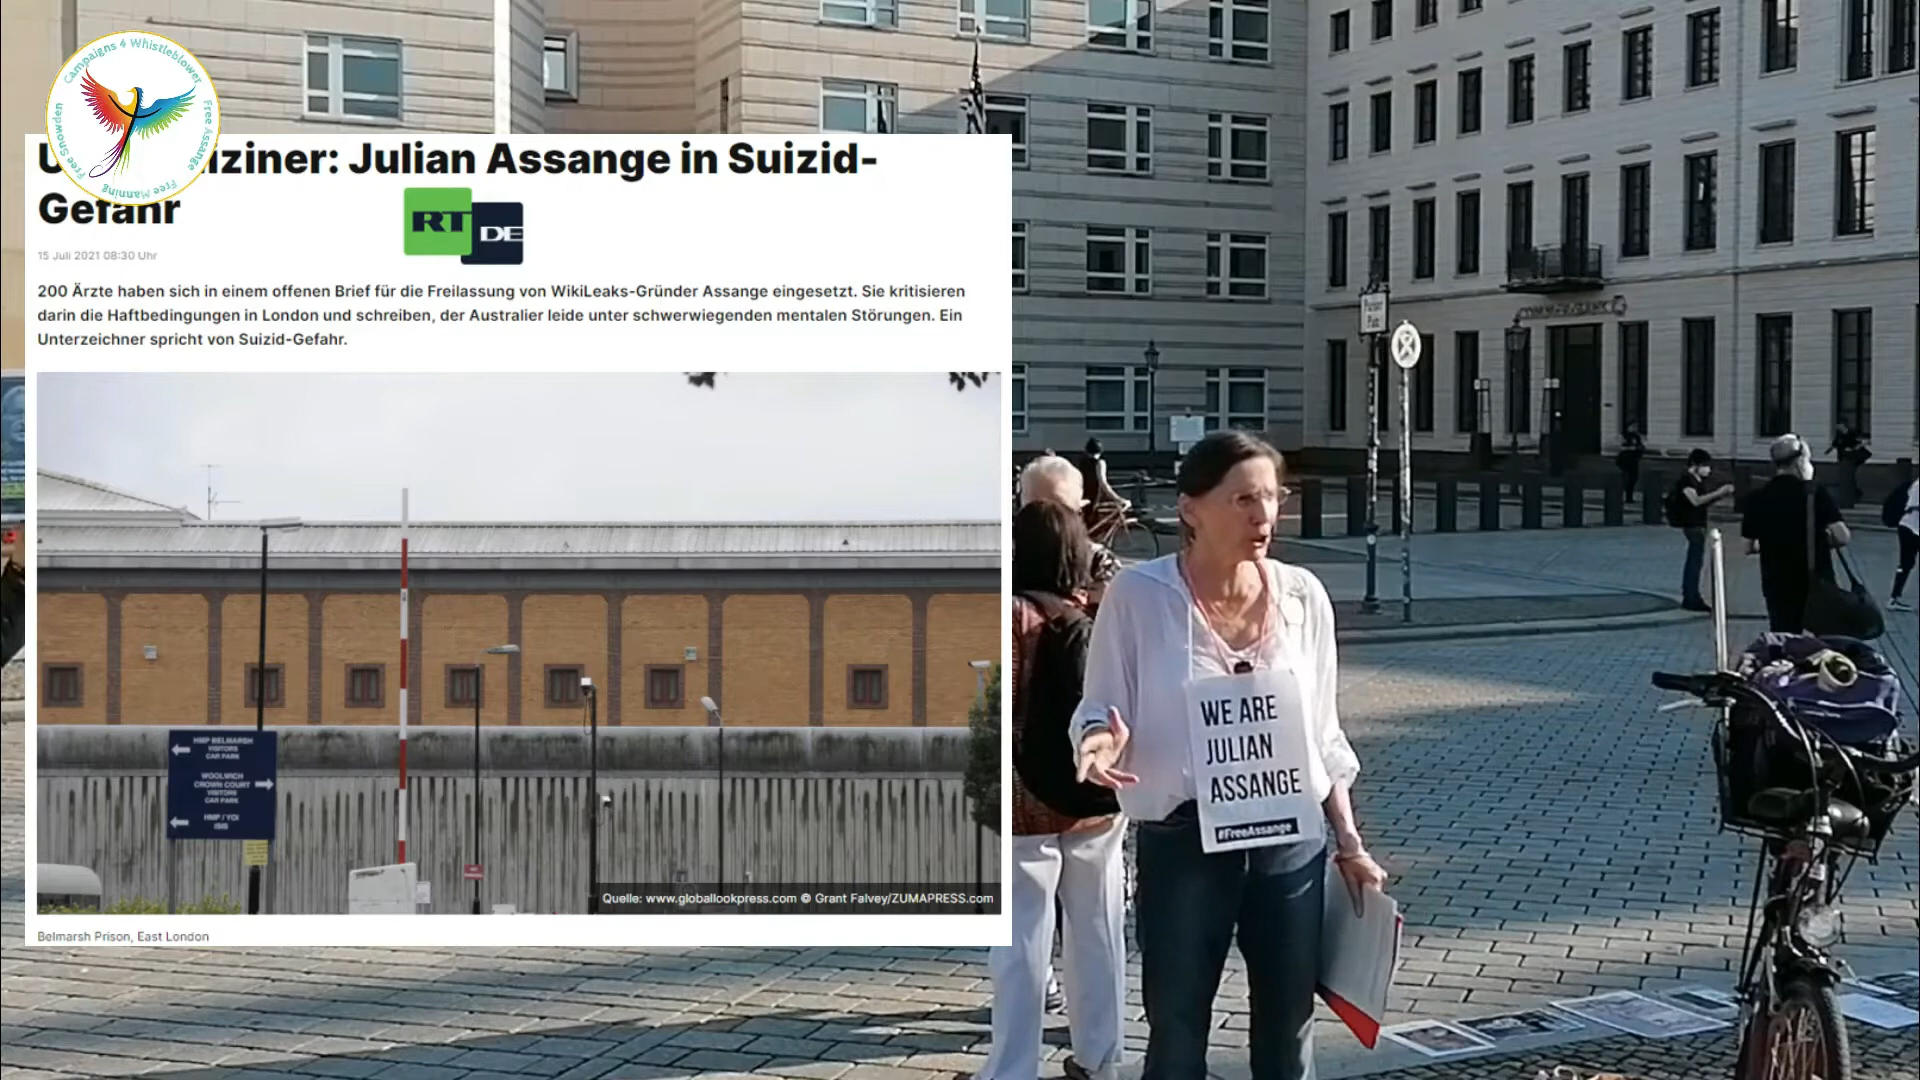 Campaigns 4 Whistleblower
Free Assange
Free Manning
Free Snowden
ziner: Julian Assange in Suizid-
Gefahr
RT DE
15 Juli 2021 08:30 Uhr
200 Ärzte haben sich in einem offenen Brief für die Freilassung von WikiLeaks-Gründer Assange eingesetzt. Sie kritisieren
darin die Haftbedingungen in London und schreiben, der Australier leide unter schwerwiegenden mentalen Störungen. Ein
Unterzeichner spricht von Suizid-Gefahr.
HMP BELMARSH
VISITORS
CAR PARK
WOOLWICH
CROWN COURT
VISITORS
CAR PARK
HMP / YOI
ISIS
Quelle: www.globallookpress.com © Grant Falvey/ZUMAPRESS.com
Belmarsh Prison, East London
WE ARE
JULIAN
ASSANGE
#FreeAssange